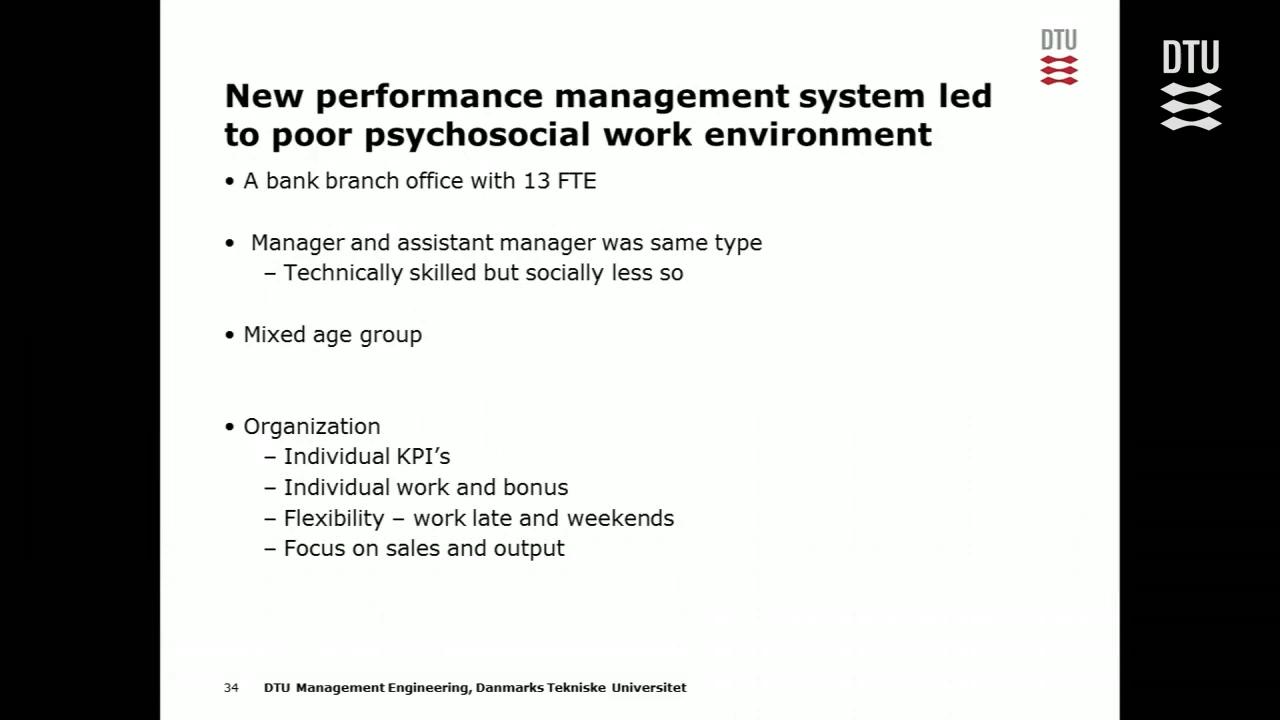 DTU
DTU
New performance management system led
to poor psychosocial work environment
• A bank branch office with 13 FTE
• Manager and assistant manager was same type
– Technically skilled but socially less so
• Mixed age group
• Organization
– Individual KPI’s
– Individual work and bonus
– Flexibility – work late and weekends
– Focus on sales and output
34 DTU Management Engineering, Danmarks Tekniske Universitet